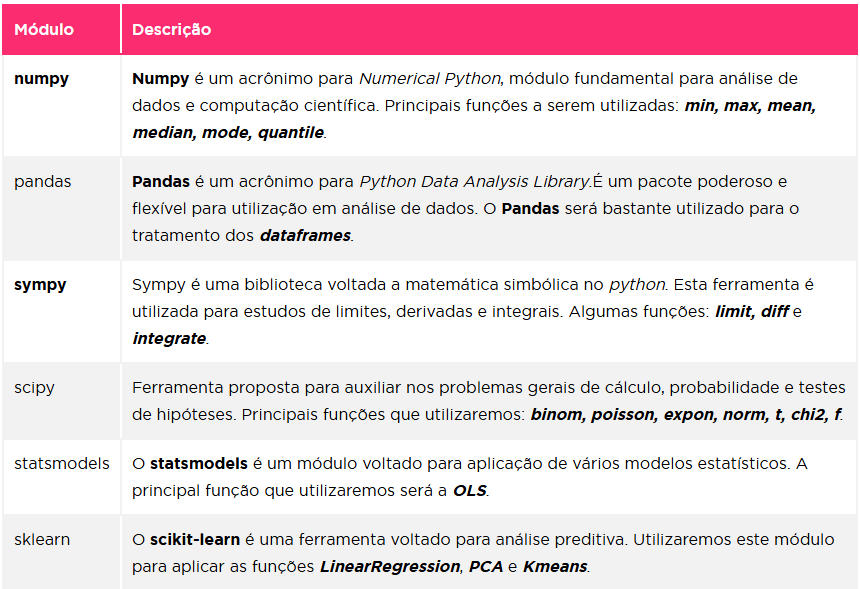 Módulo Descrição
numpy Numpy é um acrônimo para Numerical Python, módulo fundamental para análise de
dados e computação científica. Principais funções a serem utilizadas: min, max, mean,
median, mode, quantile.
pandas Pandas é um acrônimo para Python Data Analysis Library.É um pacote poderoso e
flexível para utilização em análise de dados. O Pandas será bastante utilizado para o
tratamento dos dataframes.
sympy Sympy é uma biblioteca voltada a matemática simbólica no python. Esta ferramenta é
utilizada para estudos de limites, derivadas e integrais. Algumas funções: limit, diff e
integrate.
scipy Ferramenta proposta para auxiliar nos problemas gerais de cálculo, probabilidade e testes
de hipóteses. Principais funções que utilizaremos: binom, poisson, expon, norm, t, chi2, f.
statsmodels O statsmodels é um módulo voltado para aplicação de vários modelos estatísticos. A
principal função que utilizaremos será a OLS.
sklearn O scikit-learn é uma ferramenta voltado para análise preditiva. Utilizaremos este módulo
para aplicar as funções LinearRegression, PCA e Kmeans.